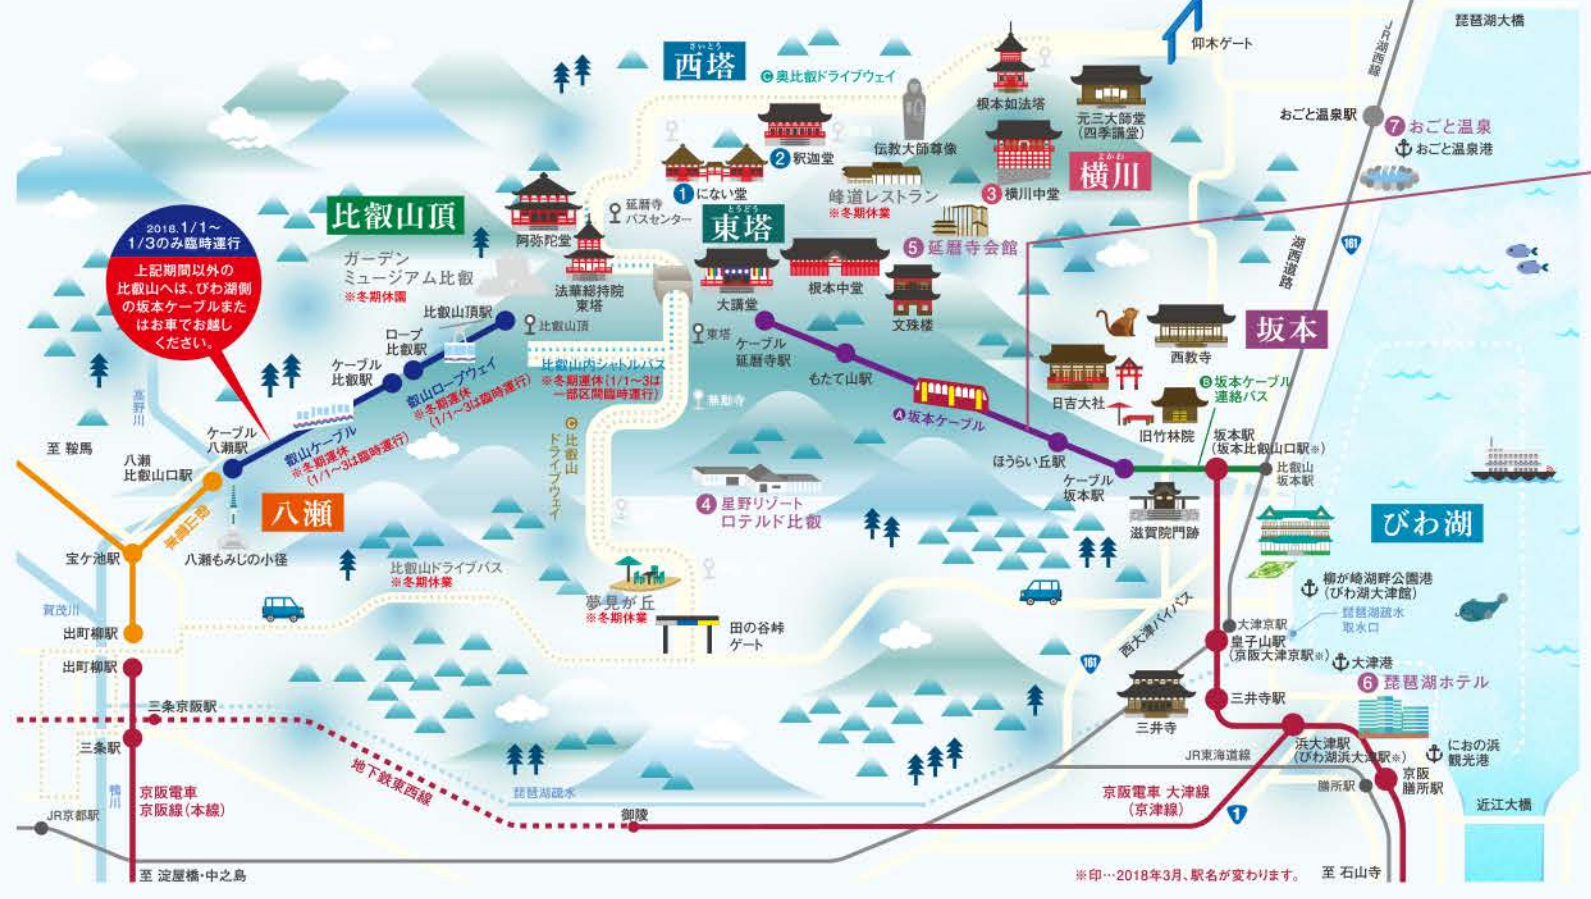 琵琶湖大橋
仰木ゲート
JR湖西線
さいとう
西塔
C 奥比叡ドライブウェイ
根本如法塔
元三大師堂
(四季講堂)
おごと温泉駅
7 おごと温泉
おごと温泉港
伝教大師尊像
2 釈迦堂
1 にない堂
よかわ
横川
3 横川中堂
峰道レストラン
※冬期休業
延暦寺
バスセンター
とうどう
東塔
5 延暦寺会館
161
湖西道路
比叡山頂
阿弥陀堂
2018.1/1~
1/3のみ臨時運行
上記期間以外の
比叡山へは、びわ湖側
の坂本ケーブルまた
はお車でお越し
ください。
ガーデン
ミュージアム比叡
※冬期休園
法華総持院
東塔
大講堂
根本中堂
文殊楼
比叡山頂駅
比叡山頂
ロープ
比叡駅
ケーブル
比叡駅
叡山ロープウェイ
※冬期運休
(1/1~3は臨時運行)
比叡山内シャトルバス
※冬期運休(1/1~3は
一部区間臨時運行)
東塔
ケーブル
延暦寺駅
もたて山駅
A 坂本ケーブル
西教寺
坂本
日吉大社
B 坂本ケーブル
連絡バス
旧竹林院
坂本駅
(坂本比叡山口駅※)
比叡山
坂本駅
ほうらい丘駅
ケーブル
坂本駅
滋賀院門跡
無動寺
高野川
至 鞍馬
ケーブル
八瀬駅
叡山ケーブル
※冬期運休
(1/1~3は臨時運行)
八瀬
比叡山口駅
八瀬
叡山電車
八瀬もみじの小径
C 比叡山ドライブウェイ
4 星野リゾート
ロテルド比叡
びわ湖
宝ケ池駅
賀茂川
出町柳駅
比叡山ドライブバス
※冬期休業
夢見が丘
※冬期休業
田の谷峠
ゲート
柳が崎湖畔公園港
(びわ湖大津館)
琵琶湖疏水
取水口
西大津バイパス
161
大津京駅
皇子山駅
(京阪大津京駅※)
大津港
6 琵琶湖ホテル
出町柳駅
三条京阪駅
三条駅
三井寺
三井寺駅
浜大津駅
(びわ湖浜大津駅※)
におの浜
観光港
JR東海道線
地下鉄東西線
琵琶湖疏水
鴨川
京阪電車
京阪線(本線)
JR京都駅
御陵
京阪電車 大津線
(京津線)
1
膳所駅
京阪
膳所駅
近江大橋
至 淀屋橋・中之島
※印…2018年3月、駅名が変わります。
至 石山寺